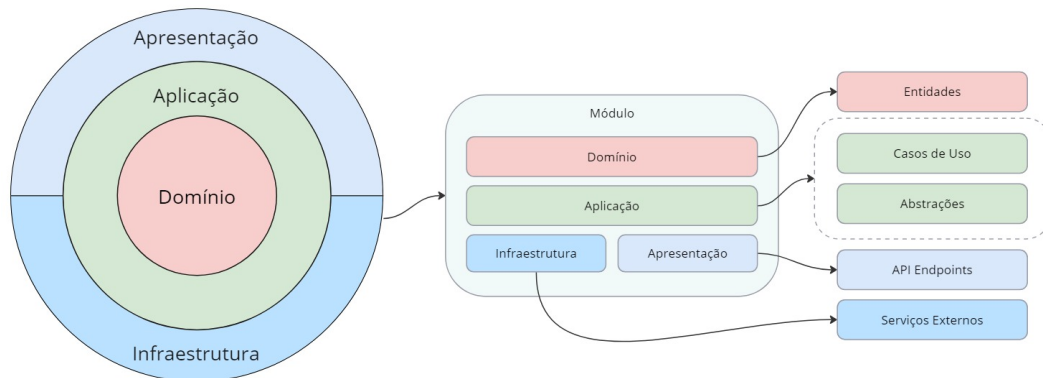 Apresentação
Aplicação
Domínio
Infraestrutura
Módulo
Domínio
Aplicação
Infraestrutura
Apresentação
Entidades
Casos de Uso
Abstrações
API Endpoints
Serviços Externos